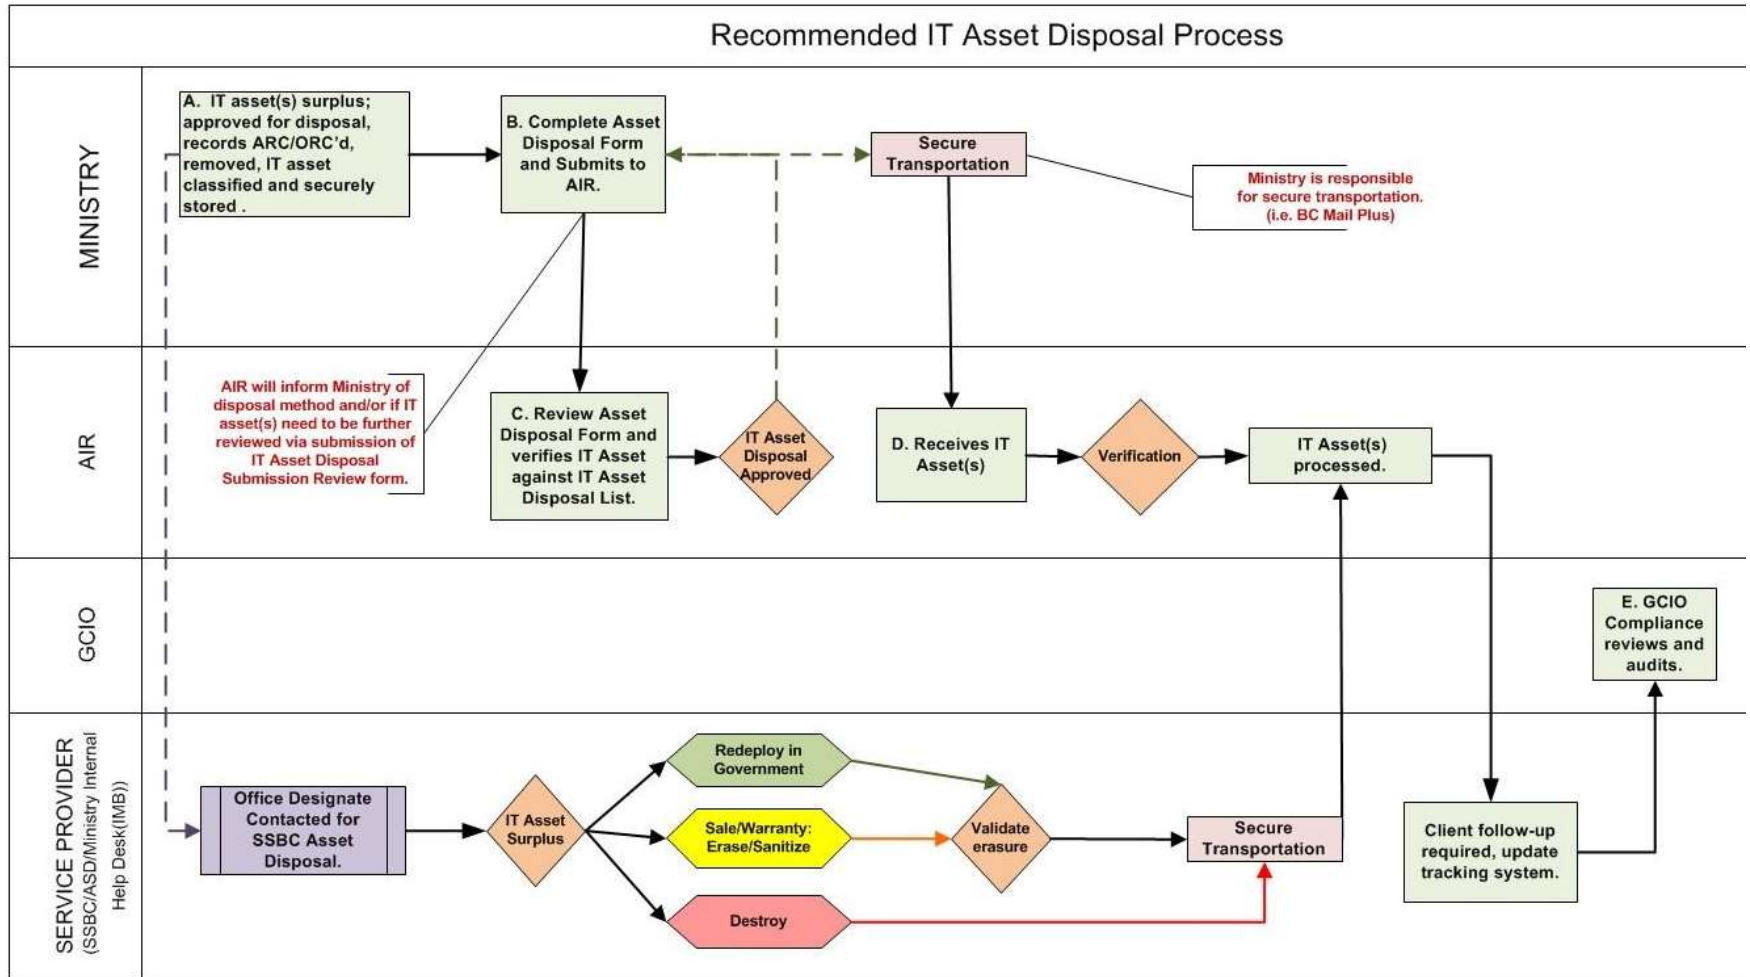 Recommended IT Asset Disposal Process
MINISTRY
A. IT asset(s) surplus;
approved for disposal,
records ARC/ORC'd,
removed, IT asset
classified and securely
stored .
B. Complete Asset
Disposal Form
and Submits to
AIR.
Secure
Transportation
Ministry is responsible
for secure transportation.
(i.e. BC Mail Plus)
AIR
AIR will inform Ministry of
disposal method and/or if IT
asset(s) need to be further
reviewed via submission of
IT Asset Disposal
Submission Review form.
C. Review Asset
Disposal Form and
verifies IT Asset
against IT Asset
Disposal List.
IT Asset
Disposal
Approved
D. Receives IT
Asset(s)
Verification
IT Asset(s)
processed.
GCIO
E. GCIO
Compliance
reviews and
audits.
SERVICE PROVIDER
(SSBC/ASD/Ministry Internal
Help Desk(IMB))
Office Designate
Contacted for
SSBC Asset
Disposal.
IT Asset
Surplus
Redeploy in
Government
Sale/Warranty:
Erase/Sanitize
Destroy
Validate
erasure
Secure
Transportation
Client follow-up
required, update
tracking system.